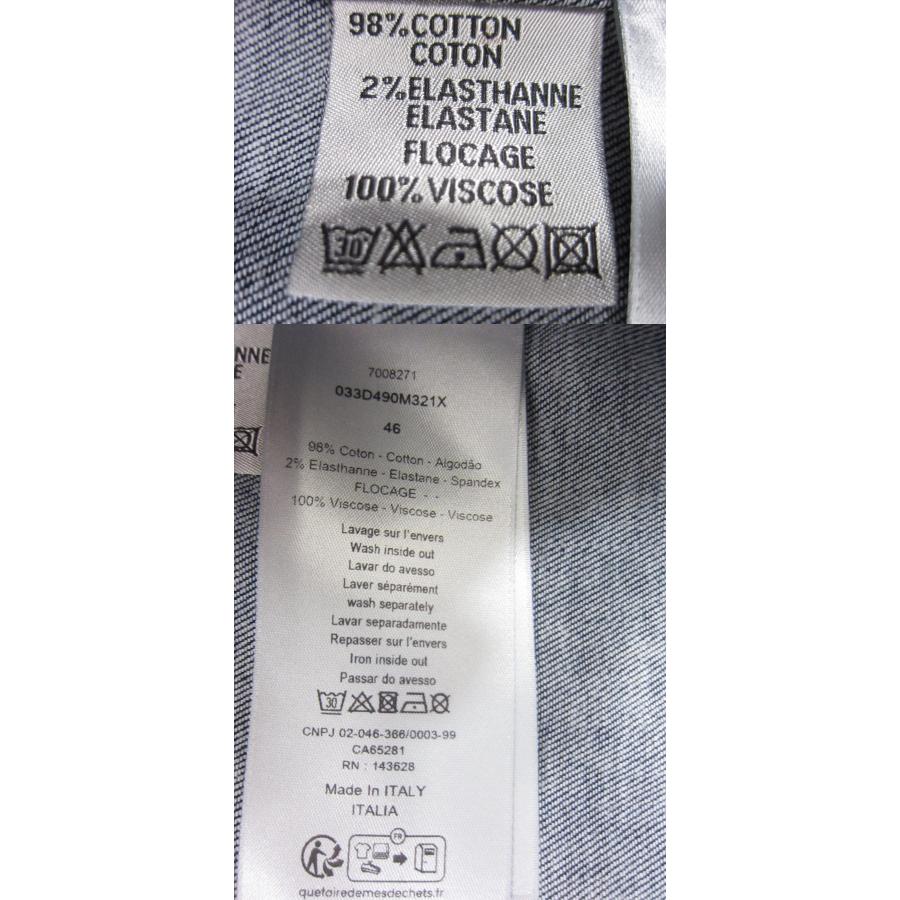 98%COTTON
COTON
2%ELASTHANNE
ELASTANE
FLOCAGE
100%VISCOSE
30
NNE
E
7008271
033D490M321X
46
98% Coton - Cotton - Algodão
2% Elasthanne - Elastane - Spandex
FLOCAGE - -
100% Viscose - Viscose - Viscose
Lavage sur l'envers
Wash inside out
Lavar do avesso
Laver séparément
wash separately
Lavar separadamente
Repasser sur l'envers
Iron inside out
Passar do avesso
30
CNPJ 02-046-366/0003-99
CA65281
RN : 143628
Made In ITALY
ITALIA
FR
quefairedemesdechets.fr